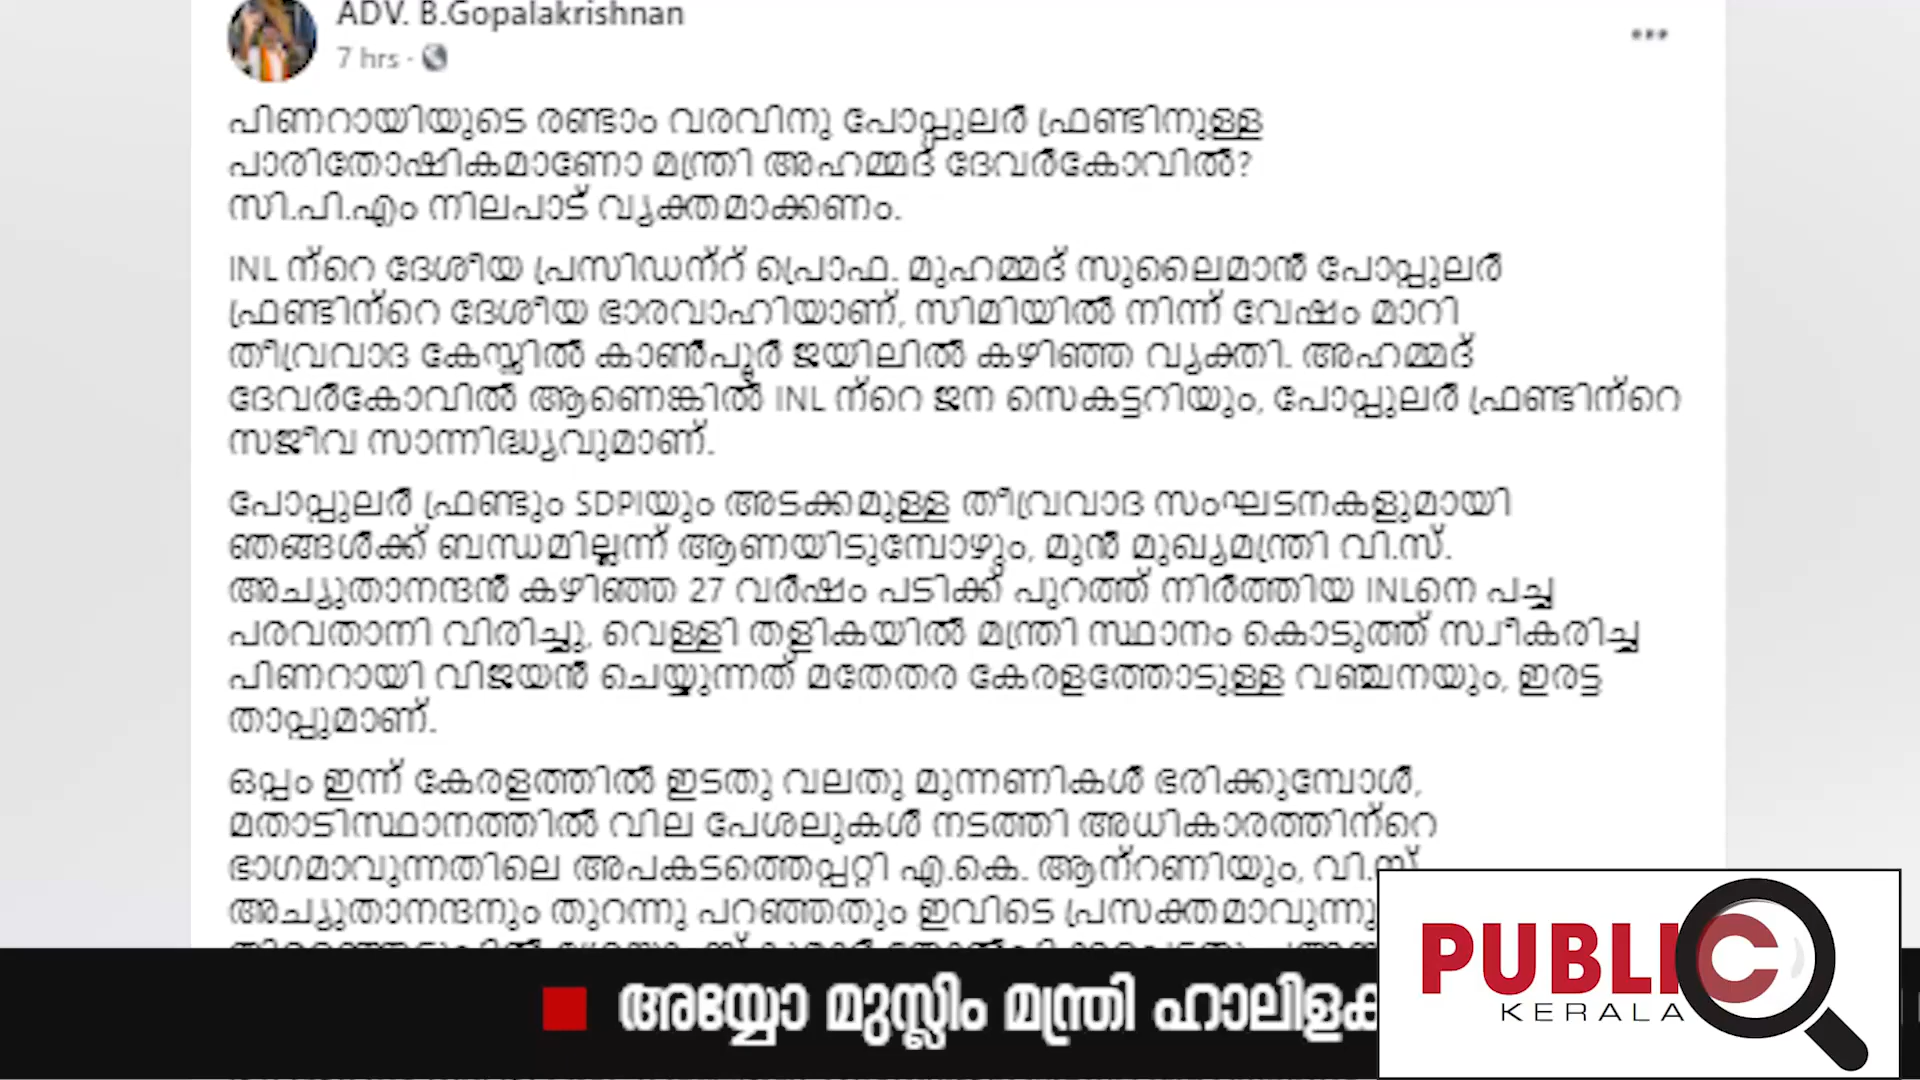 ADV. B.Gopalakrishnan
7 hrs ·
പിണറായിയുടെ രണ്ടാം വരവിനു പോപ്പുലർ ഫ്രണ്ടിനുള്ള
പാരിതോഷികമാണോ മന്ത്രി അഹമ്മദ് ദേവർകോവിൽ?
സി.പി.എം നിലപാട് വ്യക്തമാക്കണം.
INL ന്റെ ദേശീയ പ്രസിഡന്റ് പ്രൊഫ. മുഹമ്മദ് സുലൈമാൻ പോപ്പുലർ
ഫ്രണ്ടിന്റെ ദേശീയ ഭാരവാഹിയാണ്, സിമിയിൽ നിന്ന് വേഷം മാറി
തീവ്രവാദ കേസ്സിൽ കാൺപൂർ ജയിലിൽ കഴിഞ്ഞ വ്യക്തി. അഹമ്മദ്
ദേവർകോവിൽ ആണെങ്കിൽ INL ന്റെ ജന സെകട്ടറിയും, പോപ്പുലർ ഫ്രണ്ടിന്റെ
സജീവ സാന്നിദ്ധ്യവുമാണ്.
പോപ്പുലർ ഫ്രണ്ടും SDPIയും അടക്കമുള്ള തീവ്രവാദ സംഘടനകളുമായി
ഞങ്ങൾക്ക് ബന്ധമില്ലന്ന് ആണയിടുമ്പോഴും, മുൻ മുഖ്യമന്ത്രി വി.സ്.
അച്യുതാനന്ദൻ കഴിഞ്ഞ 27 വർഷം പടിക്ക് പുറത്ത് നിർത്തിയ INLനെ പച്ച
പരവതാനി വിരിച്ചു, വെള്ളി തളികയിൽ മന്ത്രി സ്ഥാനം കൊടുത്ത് സ്വീകരിച്ച
പിണറായി വിജയൻ ചെയ്യുന്നത് മതേതര കേരളത്തോടുള്ള വഞ്ചനയും, ഇരട്ട
താപ്പുമാണ്.
ഒപ്പം ഇന്ന് കേരളത്തിൽ ഇടതു വലതു മുന്നണികൾ ഭരിക്കുമ്പോൾ,
മതാടിസ്ഥാനത്തിൽ വില പേശലുകൾ നടത്തി അധികാരത്തിന്റെ
ഭാഗമാവുന്നതിലെ അപകടത്തെപ്പറ്റി എ.കെ. ആന്റണിയും, വി.സ്.
അച്യുതാനന്ദനും തുറന്നു പറഞ്ഞതും ഇവിടെ പ്രസക്തമാവുന്നു
അയ്യോ മുസ്ലിം മന്ത്രി ഹാലിളക
PUBLIC
KERALA